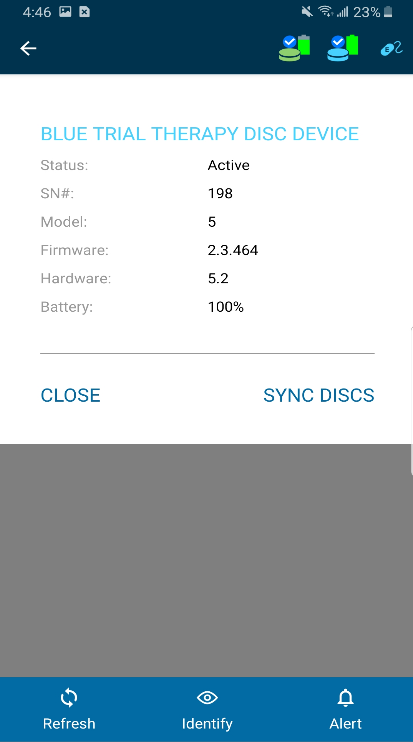 4:46 23%
BLUE TRIAL THERAPY DISC DEVICE
Status: Active
SN#: 198
Model: 5
Firmware: 2.3.464
Hardware: 5.2
Battery: 100%
CLOSE SYNC DISCS
Refresh Identify Alert